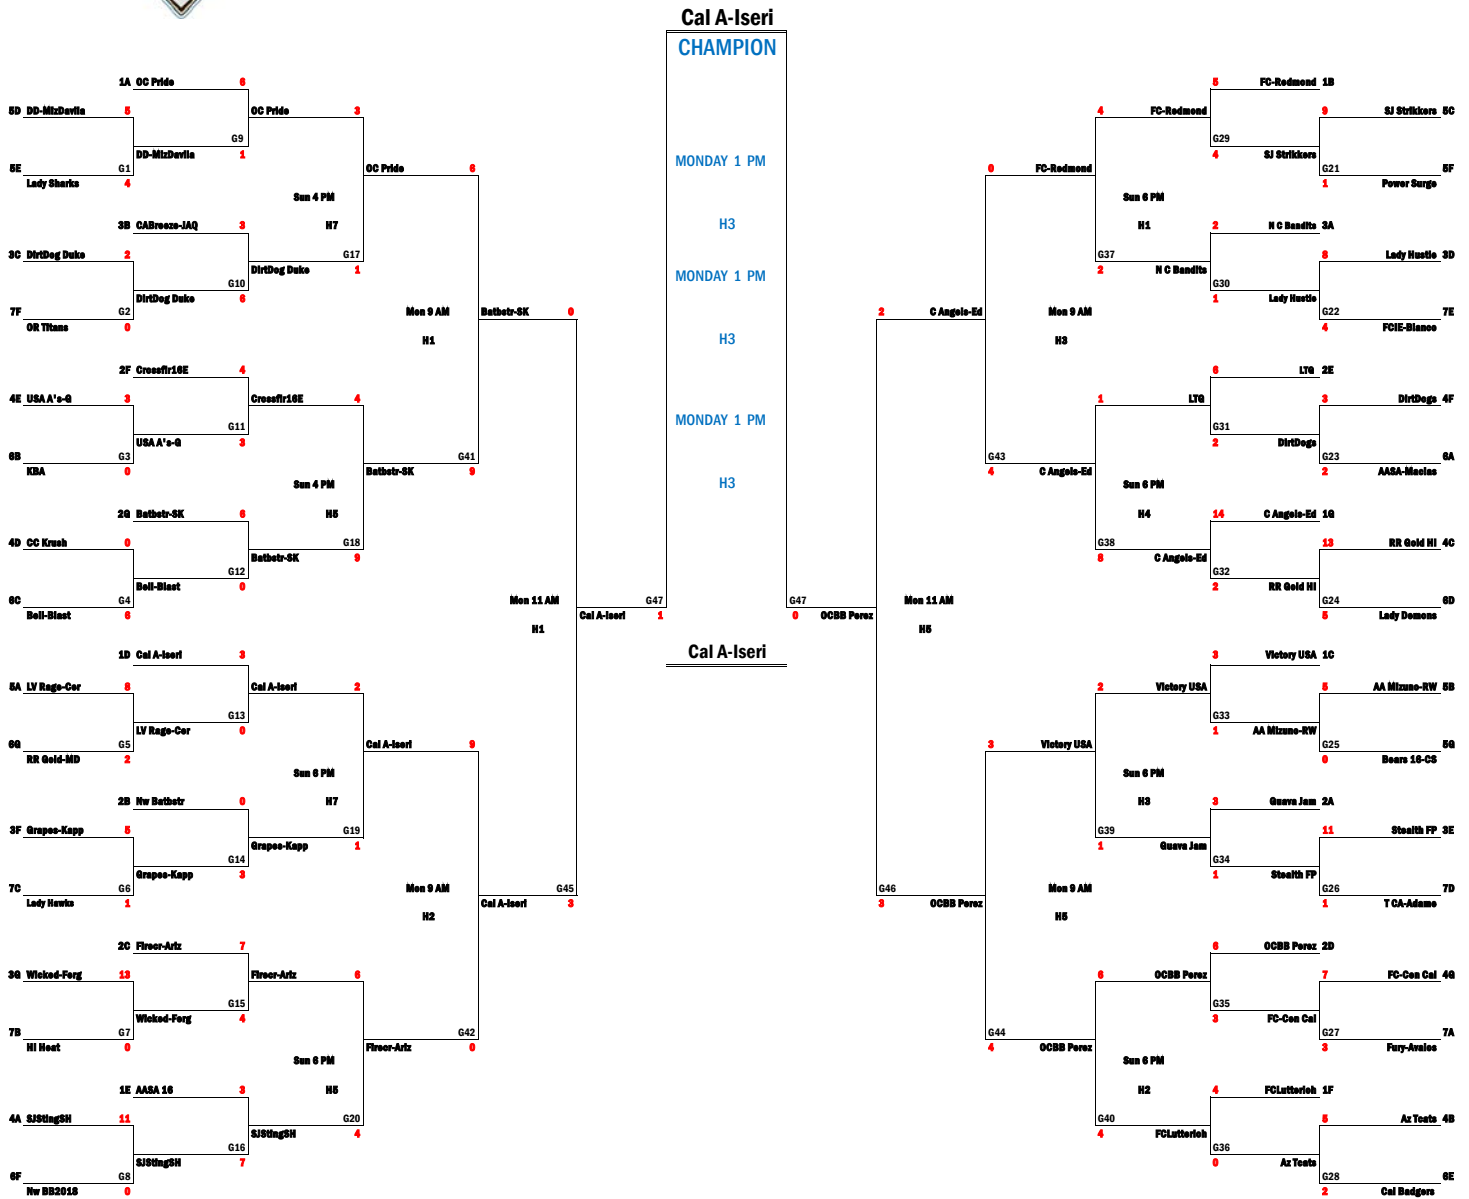 Cal A-Iseri
CHAMPION
1A OC Pride 6
5D DD-MizDavila 5
OC Pride 3
G9
DD-MizDavila 1
G1
5E Lady Sharks 4
OC Pride 6
Sun 4 PM
H7
3B CABreeze-JAQ 3
3C DirtDog Duke 2
G17
DirtDog Duke 1
G10
DirtDog Duke 6
G2
7F OR Titans 0
Mon 9 AM
H1
Batbstr-SK 0
2F Crossfir16E 4
4E USA A's-G 3
Crossfir16E 4
G11
USA A's-G 3
G3
6B KBA 0
G41
Batbstr-SK 9
Sun 4 PM
H5
2G Batbstr-SK 6
4D CC Krush 0
G18
Batbstr-SK 9
G12
Bell-Blast 0
G4
6C Bell-Blast 6
Mon 11 AM
H1
G47
Cal A-Iseri 1
1D Cal A-Iseri 3
5A LV Rage-Cer 8
Cal A-Iseri 2
G13
LV Rage-Cer 0
G5
6G RR Gold-MD 2
Cal A-Iseri 9
Sun 6 PM
H7
2B Nw Batbstr 0
3F Grapes-Kapp 5
G19
Grapes-Kapp 1
G14
Grapes-Kapp 3
G6
7C Lady Hawks 1
Mon 9 AM
H2
G45
Cal A-Iseri 3
2C Firecr-Ariz 7
3G Wicked-Ferg 13
Firecr-Ariz 6
G15
Wicked-Ferg 4
G7
7B HI Heat 0
G42
Firecr-Ariz 0
Sun 6 PM
H5
1E AASA 16 3
4A SJStingSH 11
G20
SJStingSH 4
G16
SJStingSH 7
G8
6F Nw BB2018 0
MONDAY 1 PM
H3
MONDAY 1 PM
H3
MONDAY 1 PM
H3
Cal A-Iseri
5 FC-Redmond 1B
9 SJ Strikkers 5C
4 FC-Redmond
G29
4 SJ Strikkers
G21
5F
1 Power Surge
0 FC-Redmond
Sun 6 PM
H1
2 N C Bandits 3A
8 Lady Hustle 3D
G37
2 N C Bandits
G30
1 Lady Hustle
G22
7E
4 FCIE-Blanco
2 C Angels-Ed
Mon 9 AM
H3
6 LTG 2E
3 DirtDogs 4F
1 LTG
G31
2 DirtDogs
G23
6A
2 AASA-Macias
G43
4 C Angels-Ed
Sun 6 PM
H4
14 C Angels-Ed 1G
13 RR Gold HI 4C
G38
8 C Angels-Ed
G32
2 RR Gold HI
G24
6D
5 Lady Demons
G47
0 OCBB Perez
Mon 11 AM
H5
3 Victory USA 1C
5 AA Mizuno-RW 5B
2 Victory USA
G33
1 AA Mizuno-RW
G25
5G
0 Bears 16-CS
3 Victory USA
Sun 6 PM
H3
3 Guava Jam 2A
11 Stealth FP 3E
G39
1 Guava Jam
G34
1 Stealth FP
G26
7D
1 T CA-Adame
G46
3 OCBB Perez
Mon 9 AM
H5
6 OCBB Perez 2D
7 FC-Cen Cal 4G
6 OCBB Perez
G35
3 FC-Cen Cal
G27
7A
3 Fury-Avalos
G44
4 OCBB Perez
Sun 6 PM
H2
4 FCLutterloh 1F
5 Az Tcats 4B
G40
4 FCLutterloh
G36
0 Az Tcats
G28
6E
2 Cal Badgers